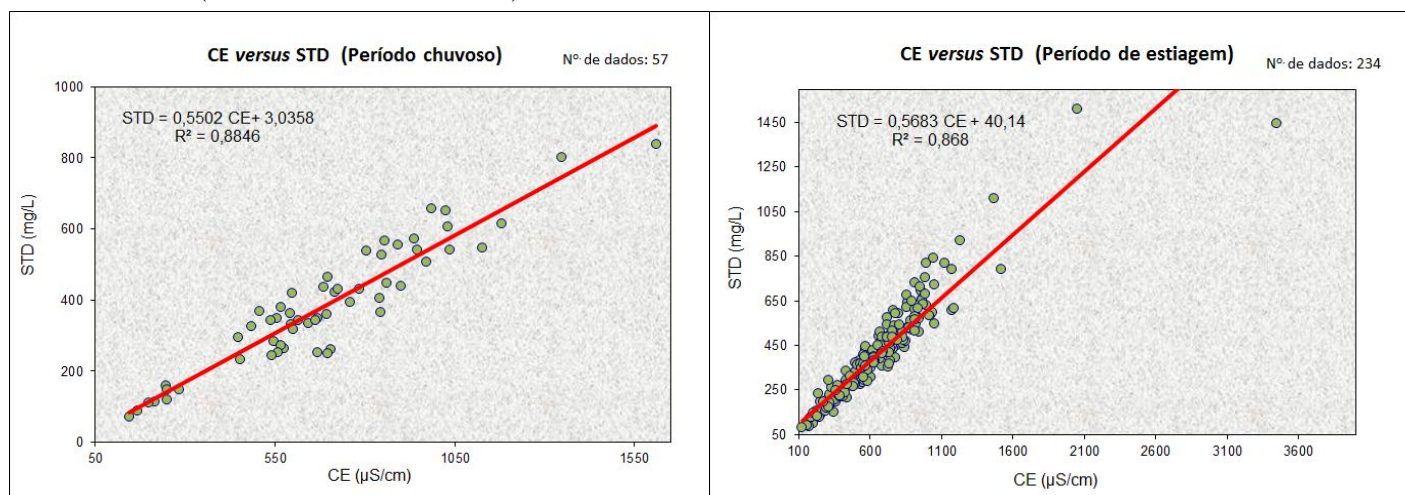 CE versus STD (Período chuvoso)
Nº. de dados: 57
1000
STD = 0,5502 CE+ 3,0358
R² = 0,8846
800
600
400
200
0
STD (mg/L)
50
550
1050
1550
CE (µS/cm)
CE versus STD (Período de estiagem)
Nº. de dados: 234
1450
STD = 0,5683 CE + 40,14
R² = 0,868
1250
1050
850
650
450
250
50
STD (mg/L)
100
600
1100
1600
2100
2600
3100
3600
CE (µS/cm)